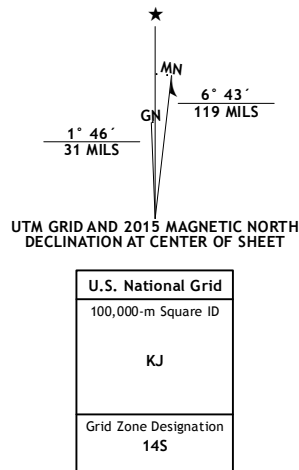 MN
6° 43´
119 MILS
GN
1° 46´
31 MILS
UTM GRID AND 2015 MAGNETIC NORTH
DECLINATION AT CENTER OF SHEET
U.S. National Grid
100,000-m Square ID
KJ
Grid Zone Designation
14S